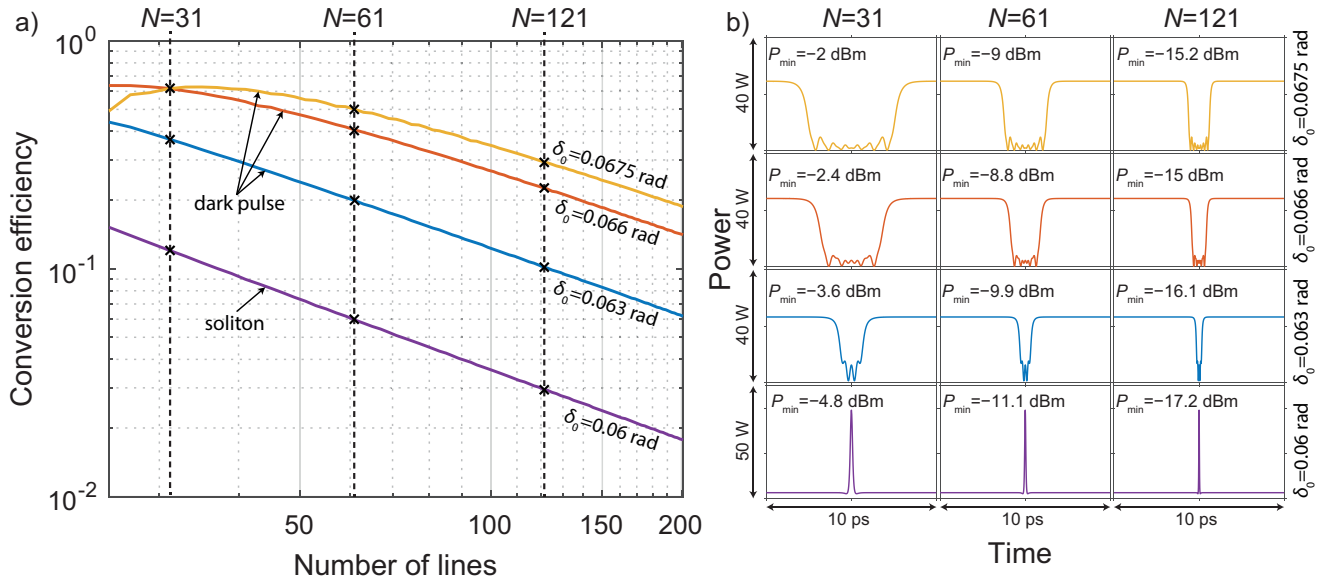 a)
N=31
N=61
N=121
10⁰
10⁻¹
10⁻²
Conversion efficiency
dark pulse
soliton
δ₀=0.0675 rad
δ₀=0.066 rad
δ₀=0.063 rad
δ₀=0.06 rad
50
100
150
200
Number of lines
b)
N=31
N=61
N=121
Power
40 W
Pmin=−2 dBm
Pmin=−9 dBm
Pmin=−15.2 dBm
δ₀=0.0675 rad
40 W
Pmin=−2.4 dBm
Pmin=−8.8 dBm
Pmin=−15 dBm
δ₀=0.066 rad
40 W
Pmin=−3.6 dBm
Pmin=−9.9 dBm
Pmin=−16.1 dBm
δ₀=0.063 rad
50 W
Pmin=−4.8 dBm
Pmin=−11.1 dBm
Pmin=−17.2 dBm
δ₀=0.06 rad
10 ps
10 ps
10 ps
Time